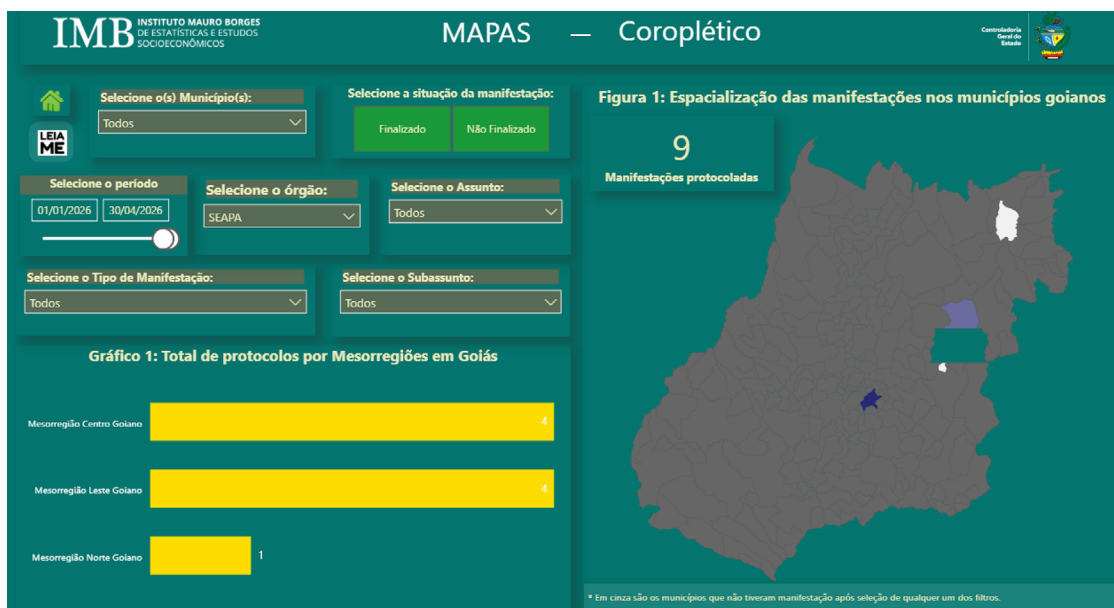 IMB INSTITUTO MAURO BORGES
DE ESTATÍSTICAS E ESTUDOS
SOCIOECONÔMICOS
MAPAS — Coroplético
Controladoria
Geral do
Estado
Selecione o(s) Município(s):
Todos
Selecione a situação da manifestação:
Finalizado
Não Finalizado
LEIA
ME
Selecione o período
01/01/2026
30/04/2026
Selecione o órgão:
SEAPA
Selecione o Assunto:
Todos
Selecione o Tipo de Manifestação:
Todos
Selecione o Subassunto:
Todos
Gráfico 1: Total de protocolos por Mesorregiões em Goiás
Mesorregião Centro Goiano
4
Mesorregião Leste Goiano
4
Mesorregião Norte Goiano
1
Figura 1: Espacialização das manifestações nos municípios goianos
9
Manifestações protocoladas
* Em cinza são os municípios que não tiveram manifestação após seleção de qualquer um dos filtros.